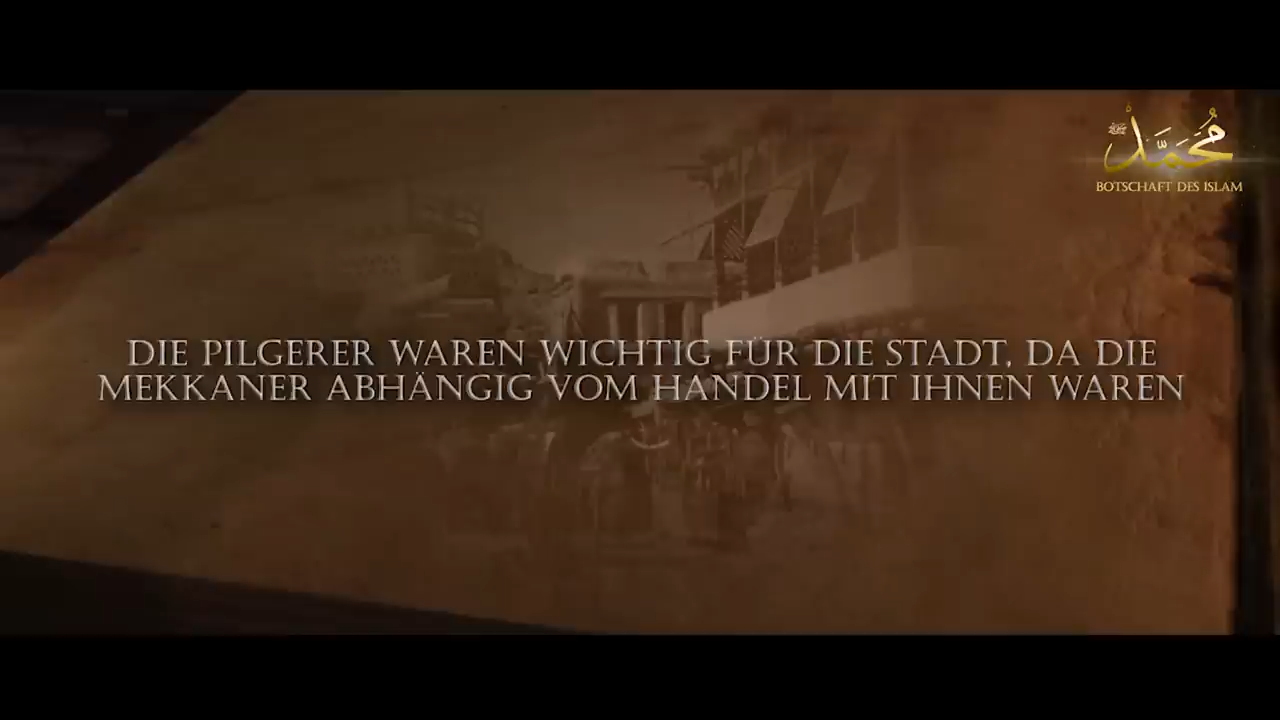 مُحَمَّدْ ﷺ
BOTSCHAFT DES ISLAM
DIE PILGERER WAREN WICHTIG FÜR DIE STADT, DA DIE
MEKKANER ABHÄNGIG VOM HANDEL MIT IHNEN WAREN